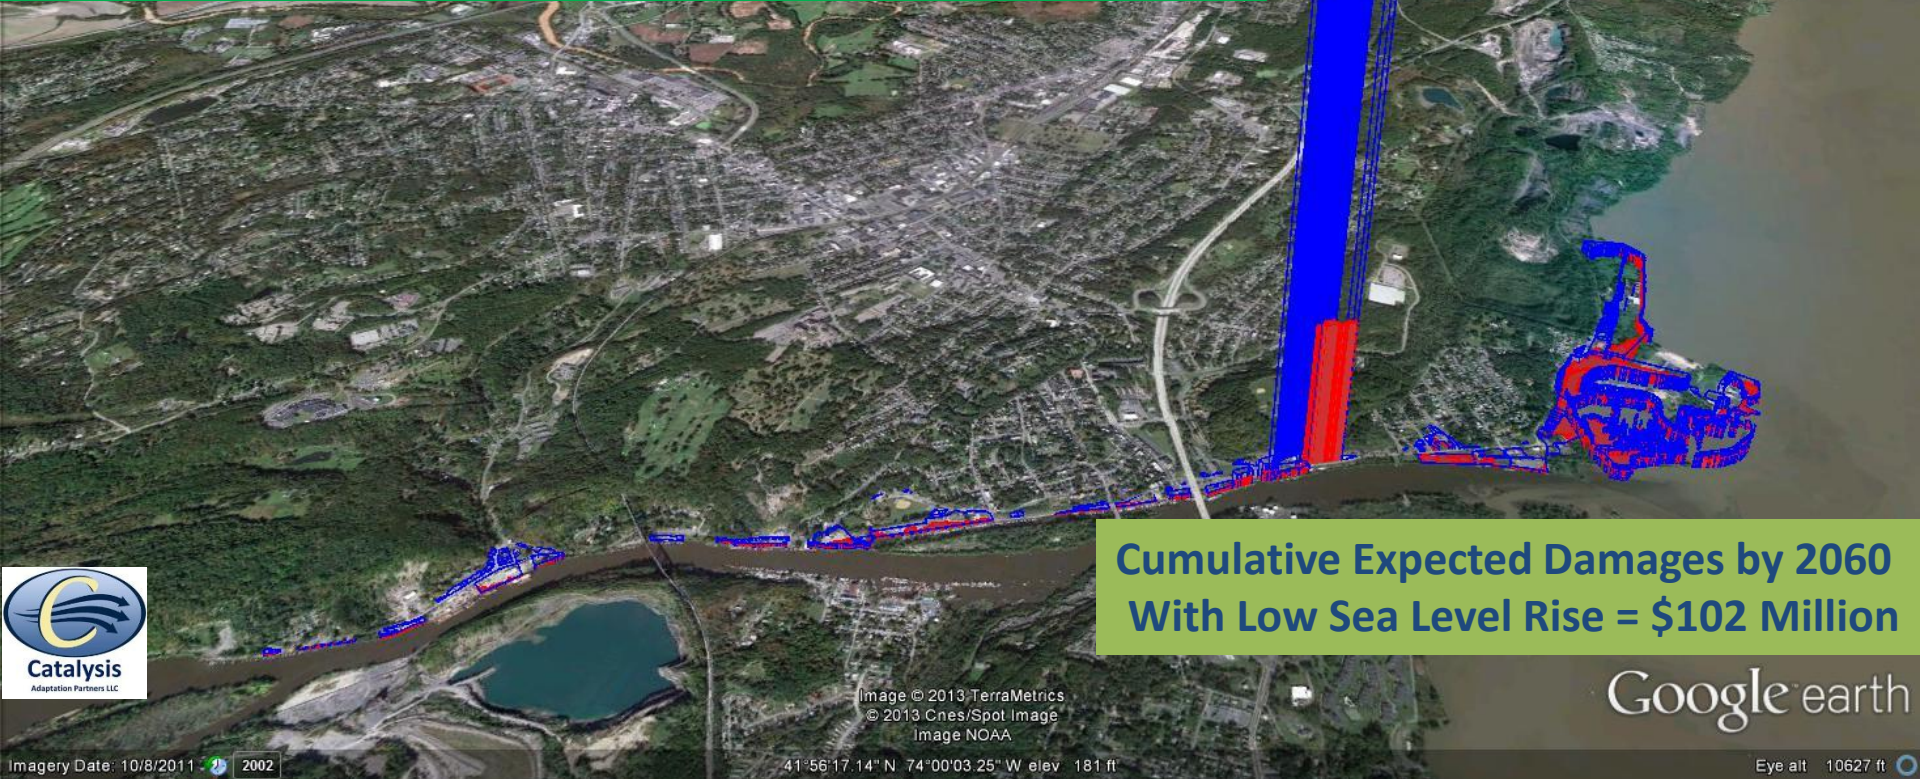 Cumulative Expected Damages by 2060
With Low Sea Level Rise = $102 Million
C
Catalysis
Adaptation Partners LLC
Image © 2013 TerraMetrics
© 2013 Cnes/Spot Image
Image NOAA
Google earth
Imagery Date: 10/8/2011
2002
41°56'17.14" N 74°00'03.25" W elev 181 ft
Eye alt 10627 ft